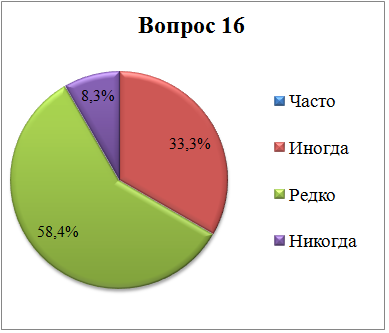 Вопрос 16
8,3%
33,3%
58,4%
Часто
Иногда
Редко
Никогда